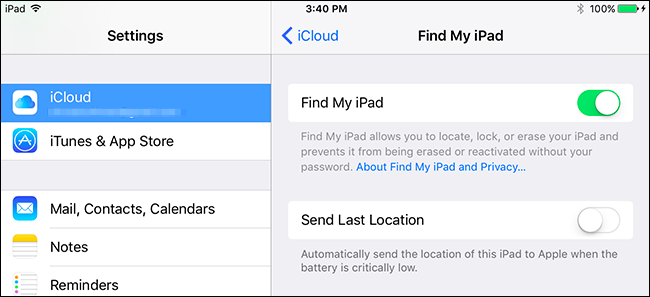 iPad 3:40 PM 100%
Settings
iCloud
Find My iPad
iCloud
iTunes & App Store
Mail, Contacts, Calendars
Notes
Reminders
Find My iPad
Find My iPad allows you to locate, lock, or erase your iPad and
prevents it from being erased or reactivated without your
password. About Find My iPad and Privacy...
Send Last Location
Automatically send the location of this iPad to Apple when the
battery is critically low.